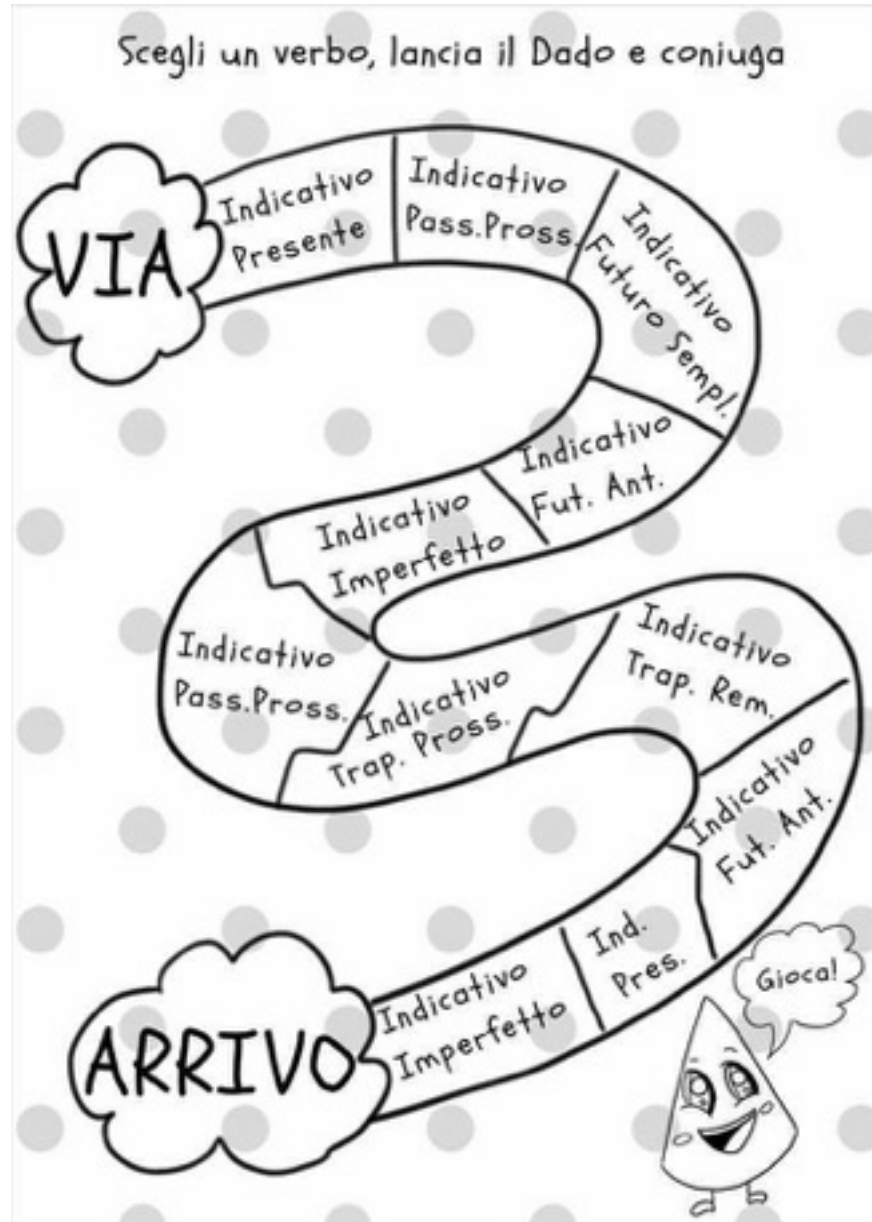 Scegli un verbo, lancia il Dado e coniuga
VIA
Indicativo
Presente
Indicativo
Pass.Pross.
Indicativo
Futuro Sempl.
Indicativo
Fut. Ant.
Indicativo
Imperfetto
Indicativo
Pass.Pross.
Indicativo
Trap. Pross.
Indicativo
Trap. Rem.
Indicativo
Fut. Ant.
Ind.
Pres.
Indicativo
Imperfetto
ARRIVO
Gioca!